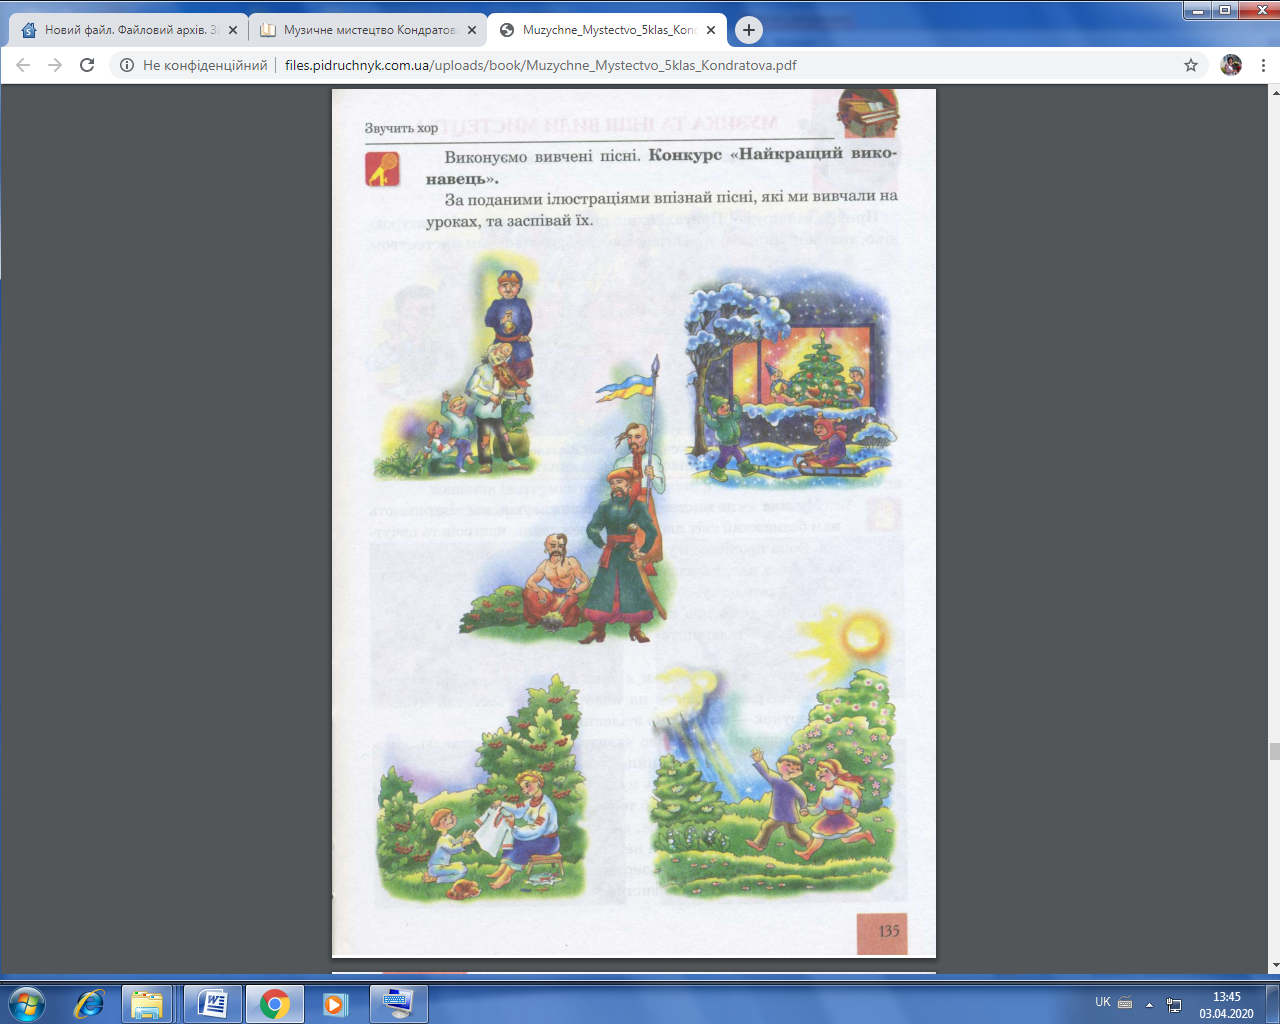 Новий файл. Файловий архів. З
Музичне мистецтво Кондратов
Muzychne_Mystectvo_5klas_Kon
Не конфіденційний
files.pidruchnyk.com.ua/uploads/book/Muzychne_Mystectvo_5klas_Kondratova.pdf
Звучить хор
Виконуємо вивчені пісні. Конкурс «Найкращий вико-
навець».
За поданими ілюстраціями впізнай пісні, які ми вивчали на
уроках, та заспівай їх.
135
UK
13:45
03.04.2020